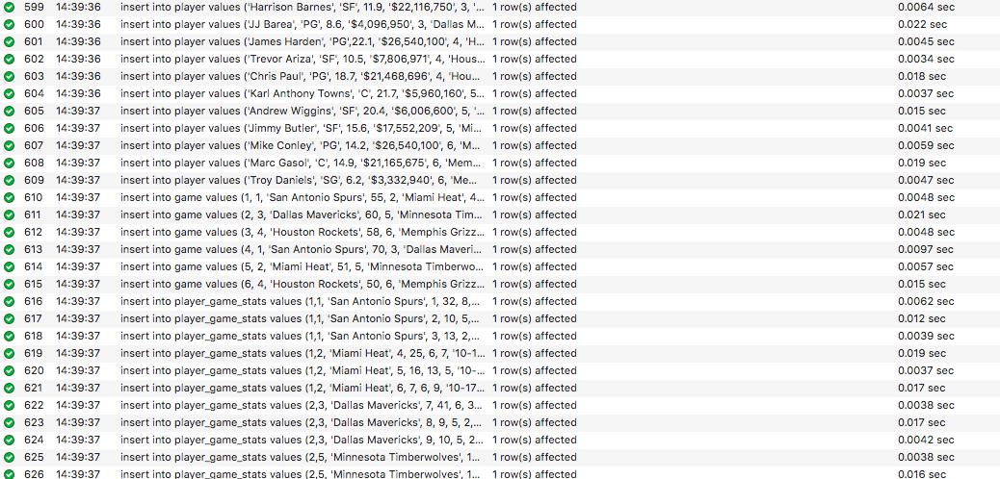 599 14:39:36 insert into player values ('Harrison Barnes', 'SF', 11.9, '$22,116,750', 3, '... 1 row(s) affected 0.0064 sec
600 14:39:36 insert into player values ('JJ Barea', 'PG', 8.6, '$4,096,950', 3, 'Dallas M... 1 row(s) affected 0.022 sec
601 14:39:36 insert into player values ('James Harden', 'PG',22.1, '$26,540,100', 4, 'H... 1 row(s) affected 0.0045 sec
602 14:39:36 insert into player values ('Trevor Ariza', 'SF', 10.5, '$7,806,971', 4, 'Hous... 1 row(s) affected 0.0034 sec
603 14:39:36 insert into player values ('Chris Paul', 'PG', 18.7, '$21,468,696', 4, 'Hou... 1 row(s) affected 0.018 sec
604 14:39:36 insert into player values ('Karl Anthony Towns', 'C', 21.7, '$5,960,160', 5... 1 row(s) affected 0.0037 sec
605 14:39:37 insert into player values ('Andrew Wiggins', 'SF', 20.4, '$6,006,600', 5, '... 1 row(s) affected 0.015 sec
606 14:39:37 insert into player values ('Jimmy Butler', 'SF', 15.6, '$17,552,209', 5, 'Mi... 1 row(s) affected 0.0041 sec
607 14:39:37 insert into player values ('Mike Conley', 'PG', 14.2, '$26,540,100', 6, 'M... 1 row(s) affected 0.0059 sec
608 14:39:37 insert into player values ('Marc Gasol', 'C', 14.9, '$21,165,675', 6, 'Mem... 1 row(s) affected 0.019 sec
609 14:39:37 insert into player values ('Troy Daniels', 'SG', 6.2, '$3,332,940', 6, 'Me... 1 row(s) affected 0.0047 sec
610 14:39:37 insert into game values (1, 1, 'San Antonio Spurs', 55, 2, 'Miami Heat', 4... 1 row(s) affected 0.0048 sec
611 14:39:37 insert into game values (2, 3, 'Dallas Mavericks', 60, 5, 'Minnesota Tim... 1 row(s) affected 0.021 sec
612 14:39:37 insert into game values (3, 4, 'Houston Rockets', 58, 6, 'Memphis Grizz... 1 row(s) affected 0.0048 sec
613 14:39:37 insert into game values (4, 1, 'San Antonio Spurs', 70, 3, 'Dallas Maveri... 1 row(s) affected 0.0097 sec
614 14:39:37 insert into game values (5, 2, 'Miami Heat', 51, 5, 'Minnesota Timberwo... 1 row(s) affected 0.0057 sec
615 14:39:37 insert into game values (6, 4, 'Houston Rockets', 50, 6, 'Memphis Grizz... 1 row(s) affected 0.015 sec
616 14:39:37 insert into player_game_stats values (1,1, 'San Antonio Spurs', 1, 32, 8,... 1 row(s) affected 0.0062 sec
617 14:39:37 insert into player_game_stats values (1,1, 'San Antonio Spurs', 2, 10, 5,... 1 row(s) affected 0.012 sec
618 14:39:37 insert into player_game_stats values (1,1, 'San Antonio Spurs', 3, 13, 2,... 1 row(s) affected 0.0039 sec
619 14:39:37 insert into player_game_stats values (1,2, 'Miami Heat', 4, 25, 6, 7, '10-1... 1 row(s) affected 0.019 sec
620 14:39:37 insert into player_game_stats values (1,2, 'Miami Heat', 5, 16, 13, 5, '10-... 1 row(s) affected 0.0037 sec
621 14:39:37 insert into player_game_stats values (1,2, 'Miami Heat', 6, 7, 6, 9, '10-17... 1 row(s) affected 0.017 sec
622 14:39:37 insert into player_game_stats values (2,3, 'Dallas Mavericks', 7, 41, 6, 3... 1 row(s) affected 0.0038 sec
623 14:39:37 insert into player_game_stats values (2,3, 'Dallas Mavericks', 8, 9, 5, 2,... 1 row(s) affected 0.017 sec
624 14:39:37 insert into player_game_stats values (2,3, 'Dallas Mavericks', 9, 10, 5, 2... 1 row(s) affected 0.0042 sec
625 14:39:37 insert into player_game_stats values (2,5, 'Minnesota Timberwolves', 1... 1 row(s) affected 0.0038 sec
626 14:39:37 insert into player_game_stats values (2,5, 'Minnesota Timberwolves', 1... 1 row(s) affected 0.016 sec